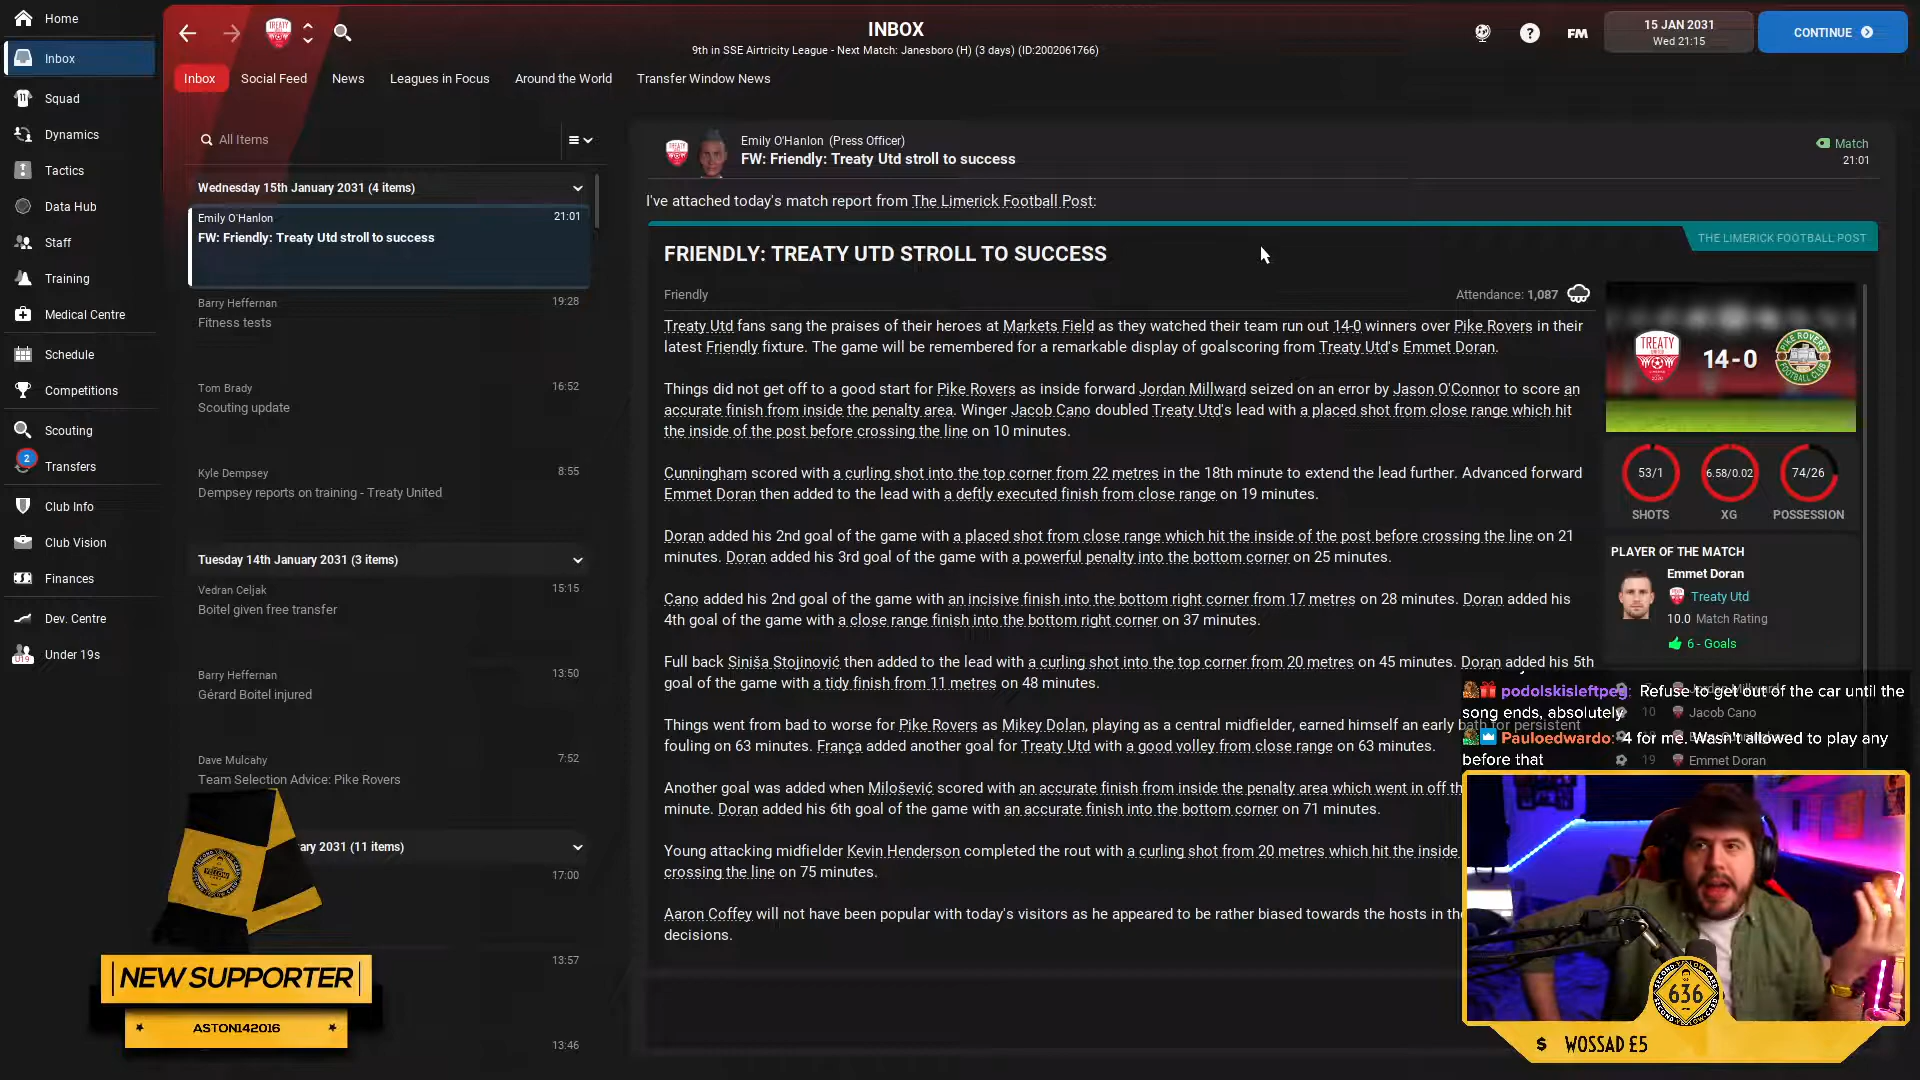 Home
Inbox
Squad
Dynamics
Tactics
Data Hub
Staff
Training
Medical Centre
Schedule
Competitions
Scouting
2
Transfers
Club Info
Club Vision
Finances
Dev. Centre
U19
Under 19s
TREATY
INBOX
9th in SSE Airtricity League - Next Match: Janesboro (H) (3 days) (ID:2002061766)
?
FM
15 JAN 2031
Wed 21:15
CONTINUE
Inbox
Social Feed
News
Leagues in Focus
Around the World
Transfer Window News
All Items
Wednesday 15th January 2031 (4 items)
Emily O'Hanlon 21:01
FW: Friendly: Treaty Utd stroll to success
Barry Heffernan 19:28
Fitness tests
Tom Brady 16:52
Scouting update
Kyle Dempsey 8:55
Dempsey reports on training - Treaty United
Tuesday 14th January 2031 (3 items)
Vedran Celjak 15:15
Boitel given free transfer
Barry Heffernan 13:50
Gérard Boitel injured
Dave Mulcahy 7:52
Team Selection Advice: Pike Rovers
ary 2031 (11 items)
17:00
13:57
13:46
NEW SUPPORTER
ASTON142016
Emily O'Hanlon (Press Officer)
FW: Friendly: Treaty Utd stroll to success
Match
21:01
I've attached today's match report from The Limerick Football Post:
THE LIMERICK FOOTBALL POST
FRIENDLY: TREATY UTD STROLL TO SUCCESS
Friendly
Attendance: 1,087
Treaty Utd fans sang the praises of their heroes at Markets Field as they watched their team run out 14-0 winners over Pike Rovers in their
latest Friendly fixture. The game will be remembered for a remarkable display of goalscoring from Treaty Utd's Emmet Doran.
Things did not get off to a good start for Pike Rovers as inside forward Jordan Millward seized on an error by Jason O'Connor to score an
accurate finish from inside the penalty area. Winger Jacob Cano doubled Treaty Utd's lead with a placed shot from close range which hit
the inside of the post before crossing the line on 10 minutes.
Cunningham scored with a curling shot into the top corner from 22 metres in the 18th minute to extend the lead further. Advanced forward
Emmet Doran then added to the lead with a deftly executed finish from close range on 19 minutes.
Doran added his 2nd goal of the game with a placed shot from close range which hit the inside of the post before crossing the line on 21
minutes. Doran added his 3rd goal of the game with a powerful penalty into the bottom corner on 25 minutes.
Cano added his 2nd goal of the game with an incisive finish into the bottom right corner from 17 metres on 28 minutes. Doran added his
4th goal of the game with a close range finish into the bottom right corner on 37 minutes.
Full back Siniša Stojinović then added to the lead with a curling shot into the top corner from 20 metres on 45 minutes. Doran added his 5th
goal of the game with a tidy finish from 11 metres on 48 minutes.
Things went from bad to worse for Pike Rovers as Mikey Dolan, playing as a central midfielder, earned himself an early bath for persistent
fouling on 63 minutes. França added another goal for Treaty Utd with a good volley from close range on 63 minutes.
Another goal was added when Milošević scored with an accurate finish from inside the penalty area which went in off th
minute. Doran added his 6th goal of the game with an accurate finish into the bottom corner on 71 minutes.
Young attacking midfielder Kevin Henderson completed the rout with a curling shot from 20 metres which hit the inside
crossing the line on 75 minutes.
Aaron Coffey will not have been popular with today's visitors as he appeared to be rather biased towards the hosts in the
decisions.
TREATY
14-0
PIKE ROVERS
FOOTBALL CLUB
53/1
6.58/0.02
74/26
SHOTS
XG
POSSESSION
PLAYER OF THE MATCH
Emmet Doran
Treaty Utd
10.0 Match Rating
6 - Goals
Jordan Millward
10 Jacob Cano
19 Emmet Doran
podolskisleftpeg: Refuse to get out of the car until the
song ends, absolutely
Pauloedwardo: 4 for me. Wasn't allowed to play any
before that
SECOND YELLOW CARD
636
$ WOSSAD £5